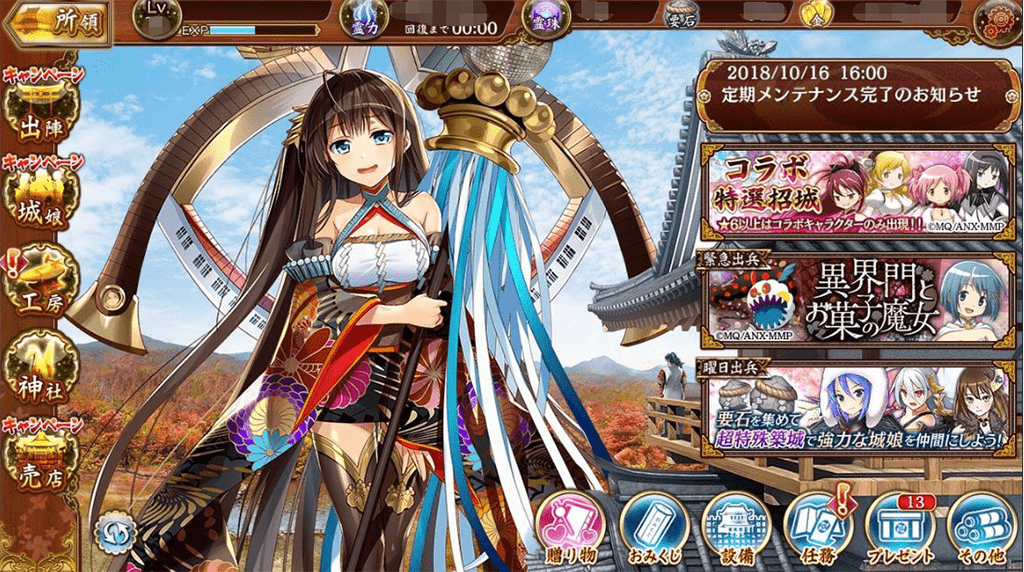 所領
Lv.
EXP
霊力
回復まで
00:00
霊珠
要石
金
キャンペーン
出陣
キャンペーン
城娘
!
工房
神社
キャンペーン
売店
2018/10/16 16:00
定期メンテナンス完了のお知らせ
コラボ
特選招城
★6以上はコラボキャラクターのみ出現!!
©MQ/ANX・MMP
緊急出兵
異界門と
お菓子の魔女
©MQ/ANX・MMP
曜日出兵
要石を集めて
超特殊築城で強力な城娘を仲間にしよう!
贈り物
おみくじ
設備
!
任務
13
プレゼント
その他